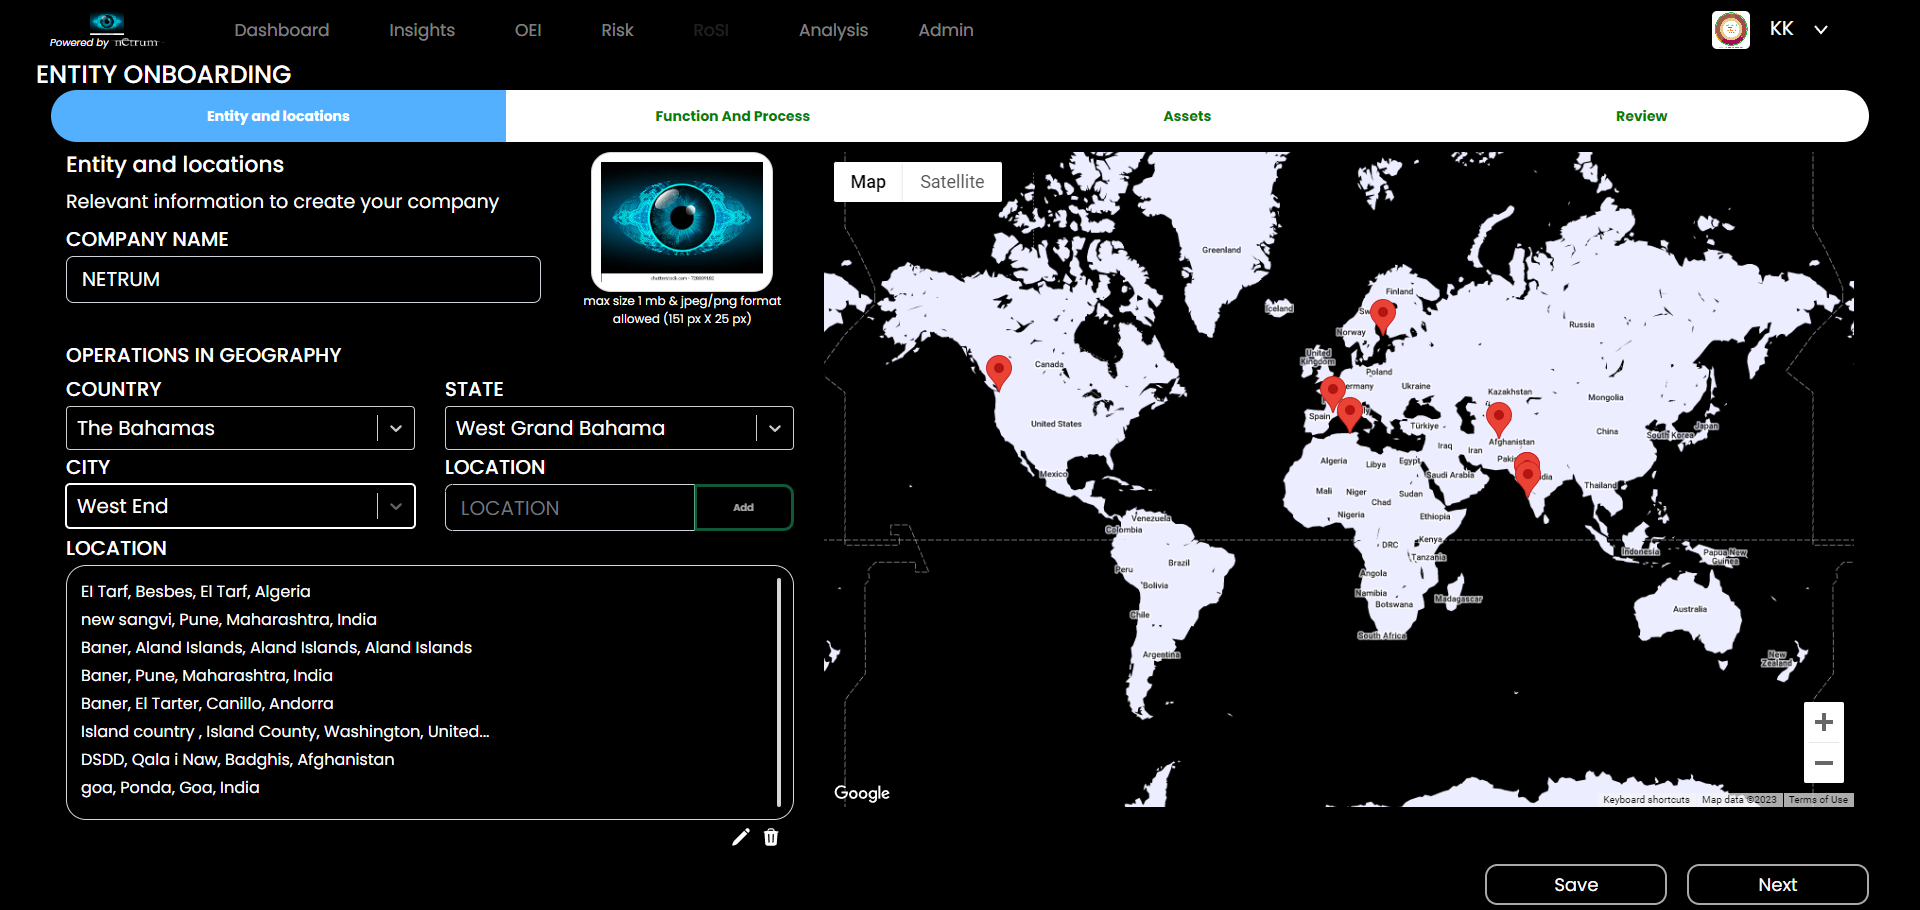 Powered by
Dashboard
Insights
OEI
Risk
RoSI
Analysis
Admin
KK
ENTITY ONBOARDING
Entity and locations
Function And Process
Assets
Review
Entity and locations
Relevant information to create your company
COMPANY NAME
NETRUM
max size 1 mb & jpeg/png format
allowed (151 px X 25 px)
OPERATIONS IN GEOGRAPHY
COUNTRY
STATE
The Bahamas
West Grand Bahama
CITY
LOCATION
West End
LOCATION
Add
LOCATION
El Tarf, Besbes, El Tarf, Algeria
new sangvi, Pune, Maharashtra, India
Baner, Aland Islands, Aland Islands, Aland Islands
Baner, Pune, Maharashtra, India
Baner, El Tarter, Canillo, Andorra
Island country , Island County, Washington, United...
DSDD, Qala i Naw, Badghis, Afghanistan
goa, Ponda, Goa, India
Map
Satellite
Greenland
Iceland
Finland
Sw
Norway
Russia
United
Kingdom
Canada
Poland
ermany
Ukraine
Kazakhstan
Mongolia
Spain
ly
United States
Türkiye
China
South Korea
Japan
Afghanistan
Iraq
Iran
Algeria
Libya
Egypt
Pakis
Mexico
Saudi Arabia
dia
Thailand
Mali
Niger
Chad
Sudan
Nigeria
Ethiopia
Venezuela
Colombia
Kenya
DRC
Tanzania
Indonesia
Papua New
Guinea
Brazil
Peru
Angola
Bolivia
Namibia
Botswana
Madagascar
Chile
Australia
South Africa
Argentina
New
Zealand
Google
Keyboard shortcuts
Map data ©2023
Terms of Use
Save
Next